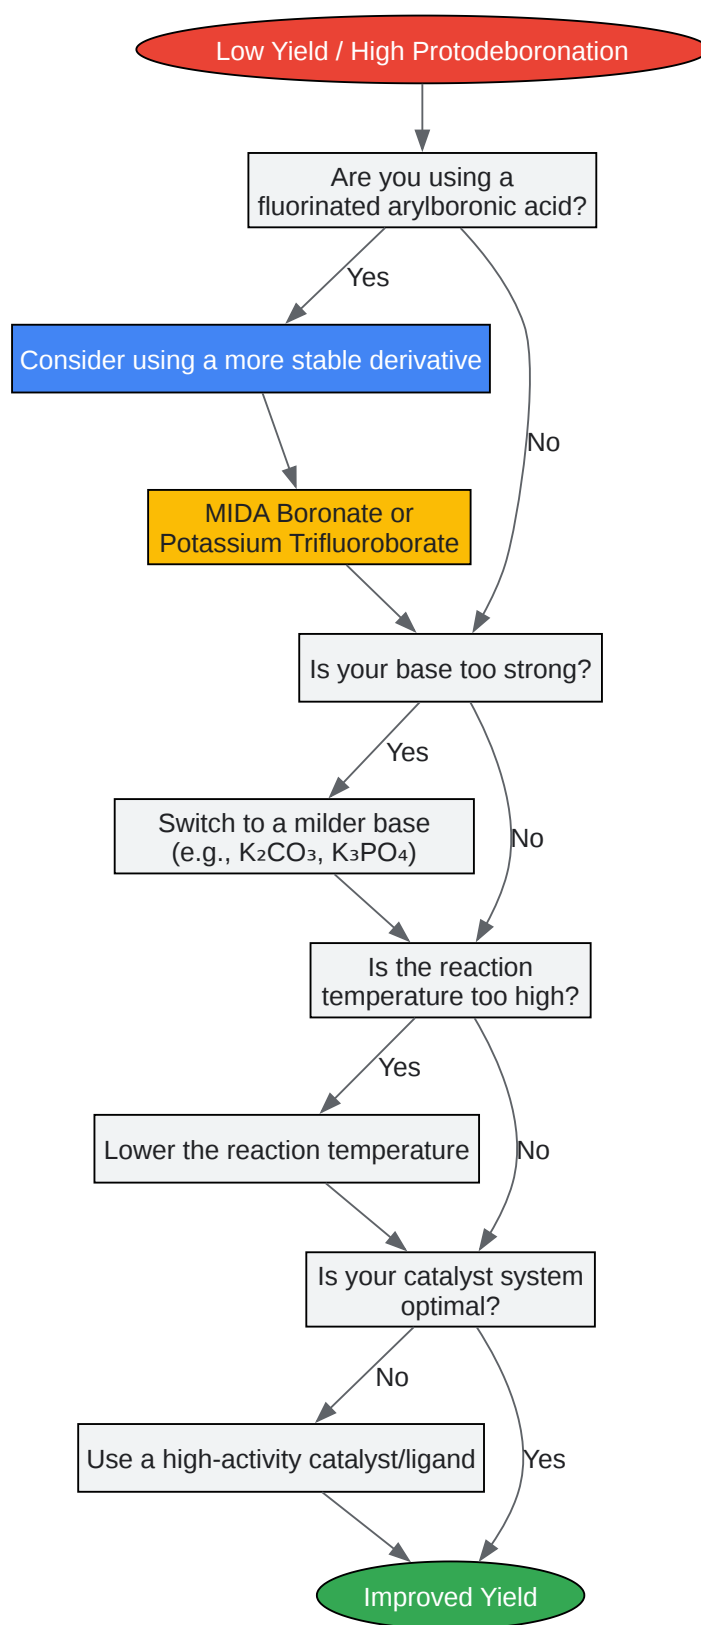 Low Yield / High Protodeboronation
Are you using a
fluorinated arylboronic acid?
Yes
Consider using a more stable derivative
No
MIDA Boronate or
Potassium Trifluoroborate
Is your base too strong?
Yes
Switch to a milder base
(e.g., K₂CO₃, K₃PO₄)
No
Is the reaction
temperature too high?
Yes
Lower the reaction temperature
No
Is your catalyst system
optimal?
No
Use a high-activity catalyst/ligand
Yes
Improved Yield